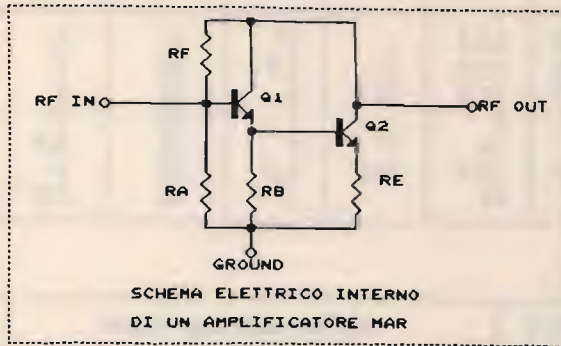 RF
RF IN
Q1
Q2
RF OUT
RA
RB
RE
GROUND
SCHEMA ELETTRICO INTERNO
DI UN AMPLIFICATORE MAR